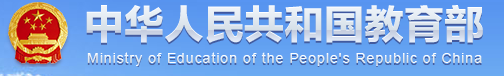 中华人民共和国教育部
Ministry of Education of the People's Republic of China